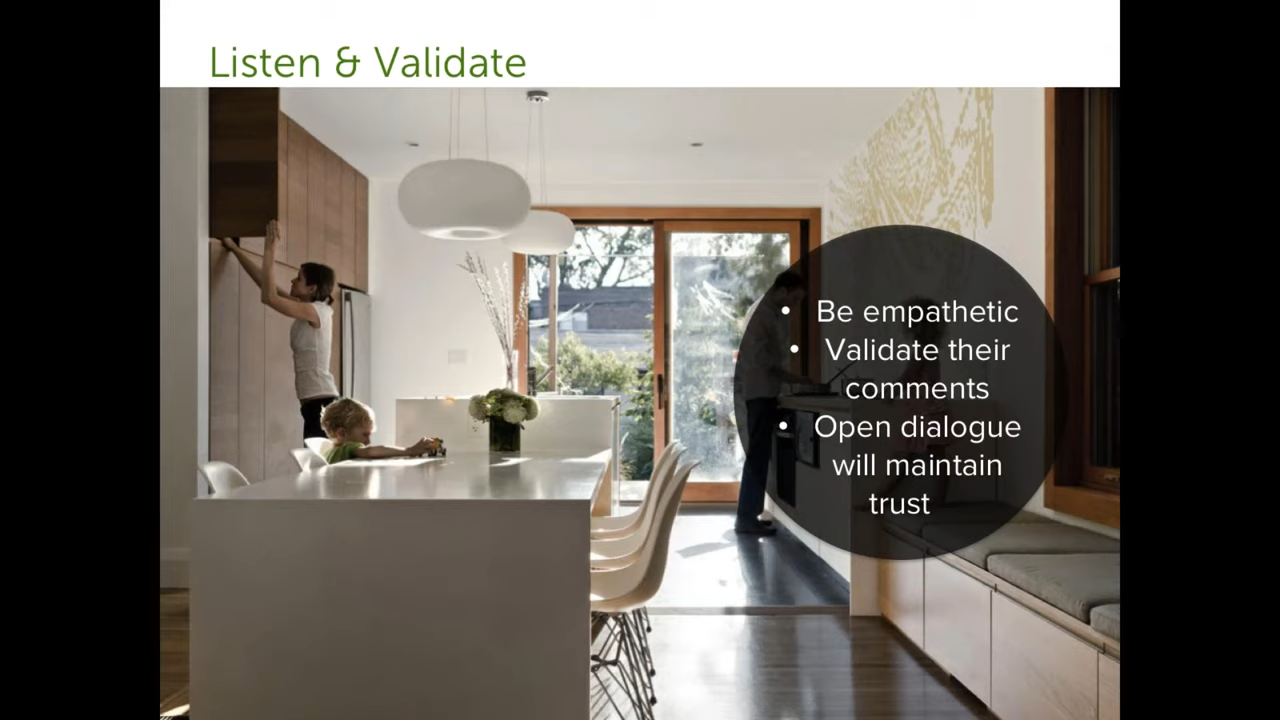 Listen & Validate
• Be empathetic
• Validate their
comments
• Open dialogue
will maintain
trust